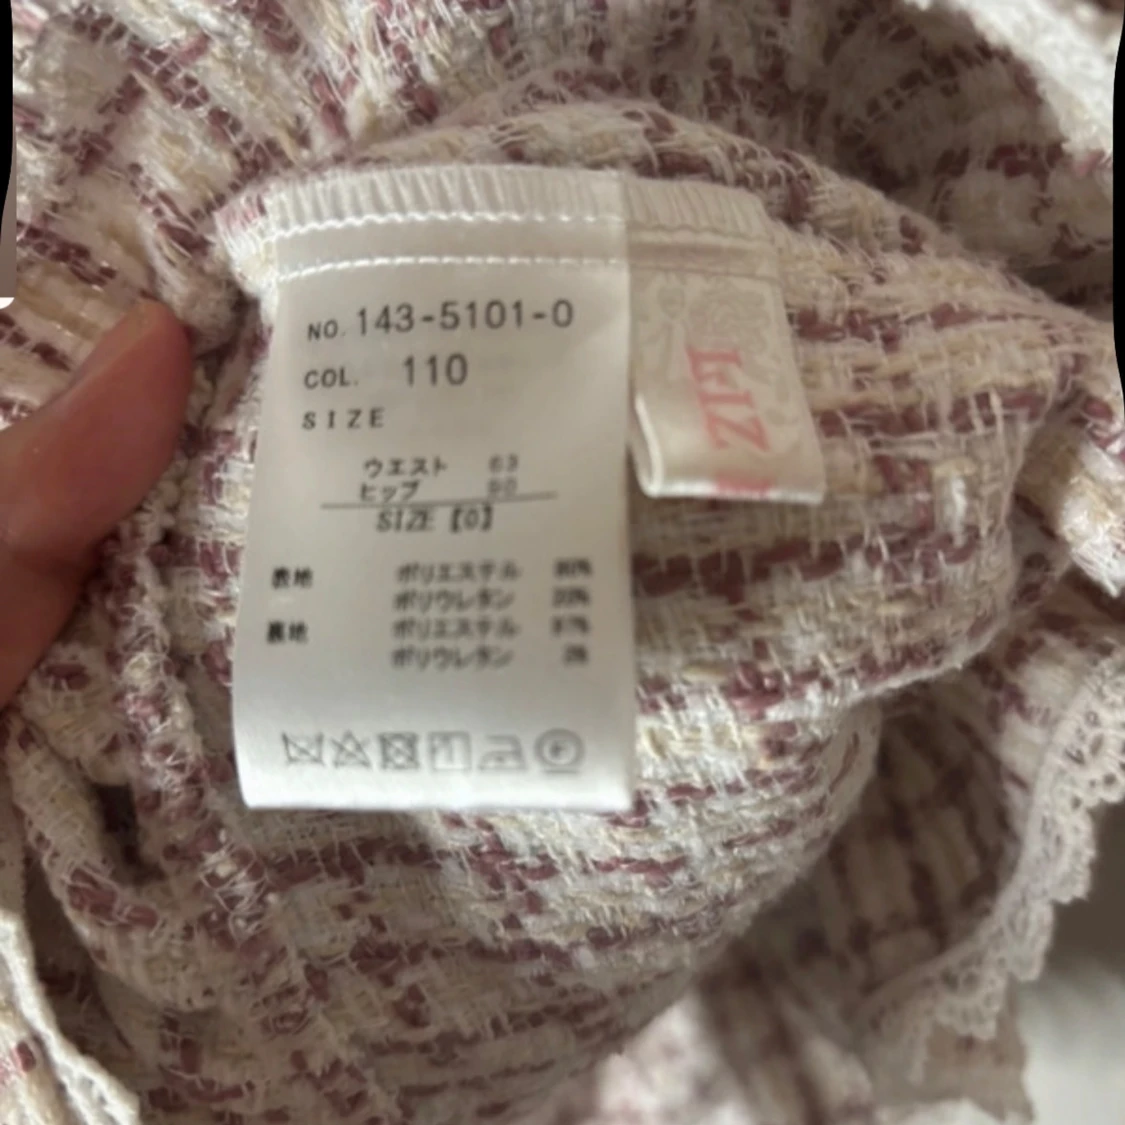 NO. 143-5101-0
COL. 110
SIZE
ウエスト 63
ヒップ
SIZE【0】
表地 ポリエステル
ポリウレタン
裏地 ポリエステル
ポリウレタン